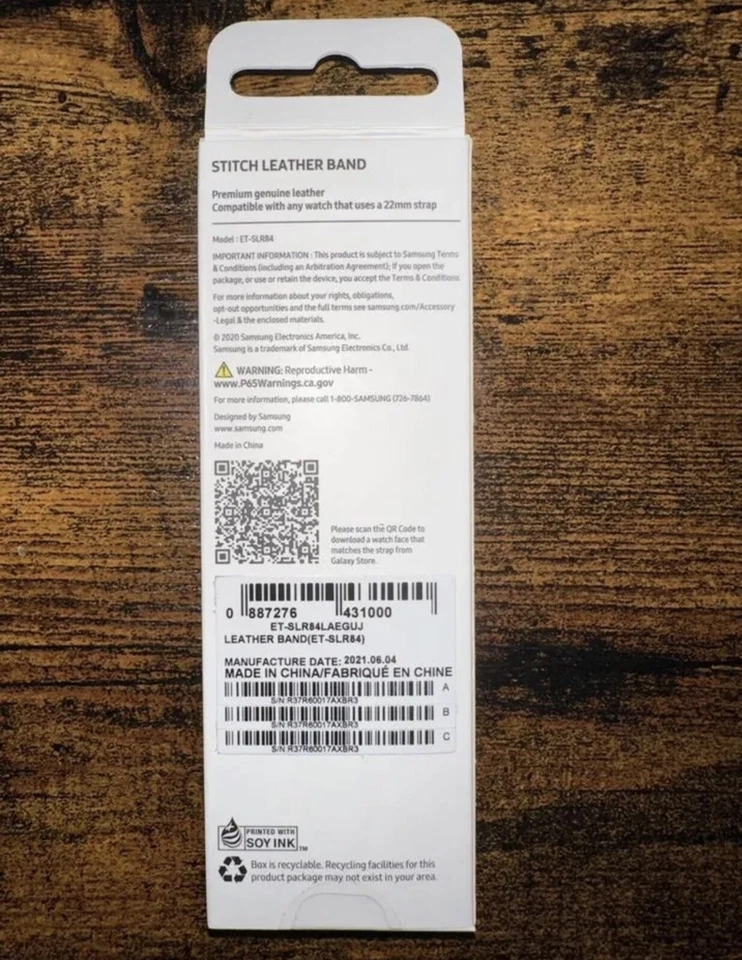 STITCH LEATHER BAND
Premium genuine leather
Compatible with any watch that uses a 22mm strap
Model : ET-SLR84
IMPORTANT INFORMATION : This product is subject to Samsung Terms
& Conditions (including an Arbitration Agreement); If you open the
package, or use or retain the device, you accept the Terms & Conditions.
For more information about your rights, obligations,
opt-out opportunities and the full terms see samsung.com/Accessory
-Legal & the enclosed materials.
© 2020 Samsung Electronics America, Inc.
Samsung is a trademark of Samsung Electronics Co., Ltd.
WARNING: Reproductive Harm -
www.P65Warnings.ca.gov
For more information, please call 1-800-SAMSUNG (726-7864)
Designed by Samsung
www.samsung.com
Made in China
Please scan the QR Code to
download a watch face that
matches the strap from
Galaxy Store.
0 887276 431000
ET-SLR84LAEGUJ
LEATHER BAND(ET-SLR84)
MANUFACTURE DATE: 2021.06.04
MADE IN CHINA/FABRIQUÉ EN CHINE
A
S/N:R37R60017AXBR3
B
S/N:R37R60017AXBR3
C
S/N:R37R60017AXBR3
PRINTED WITH
SOY INK TM
Box is recyclable. Recycling facilities for this
product package may not exist in your area.